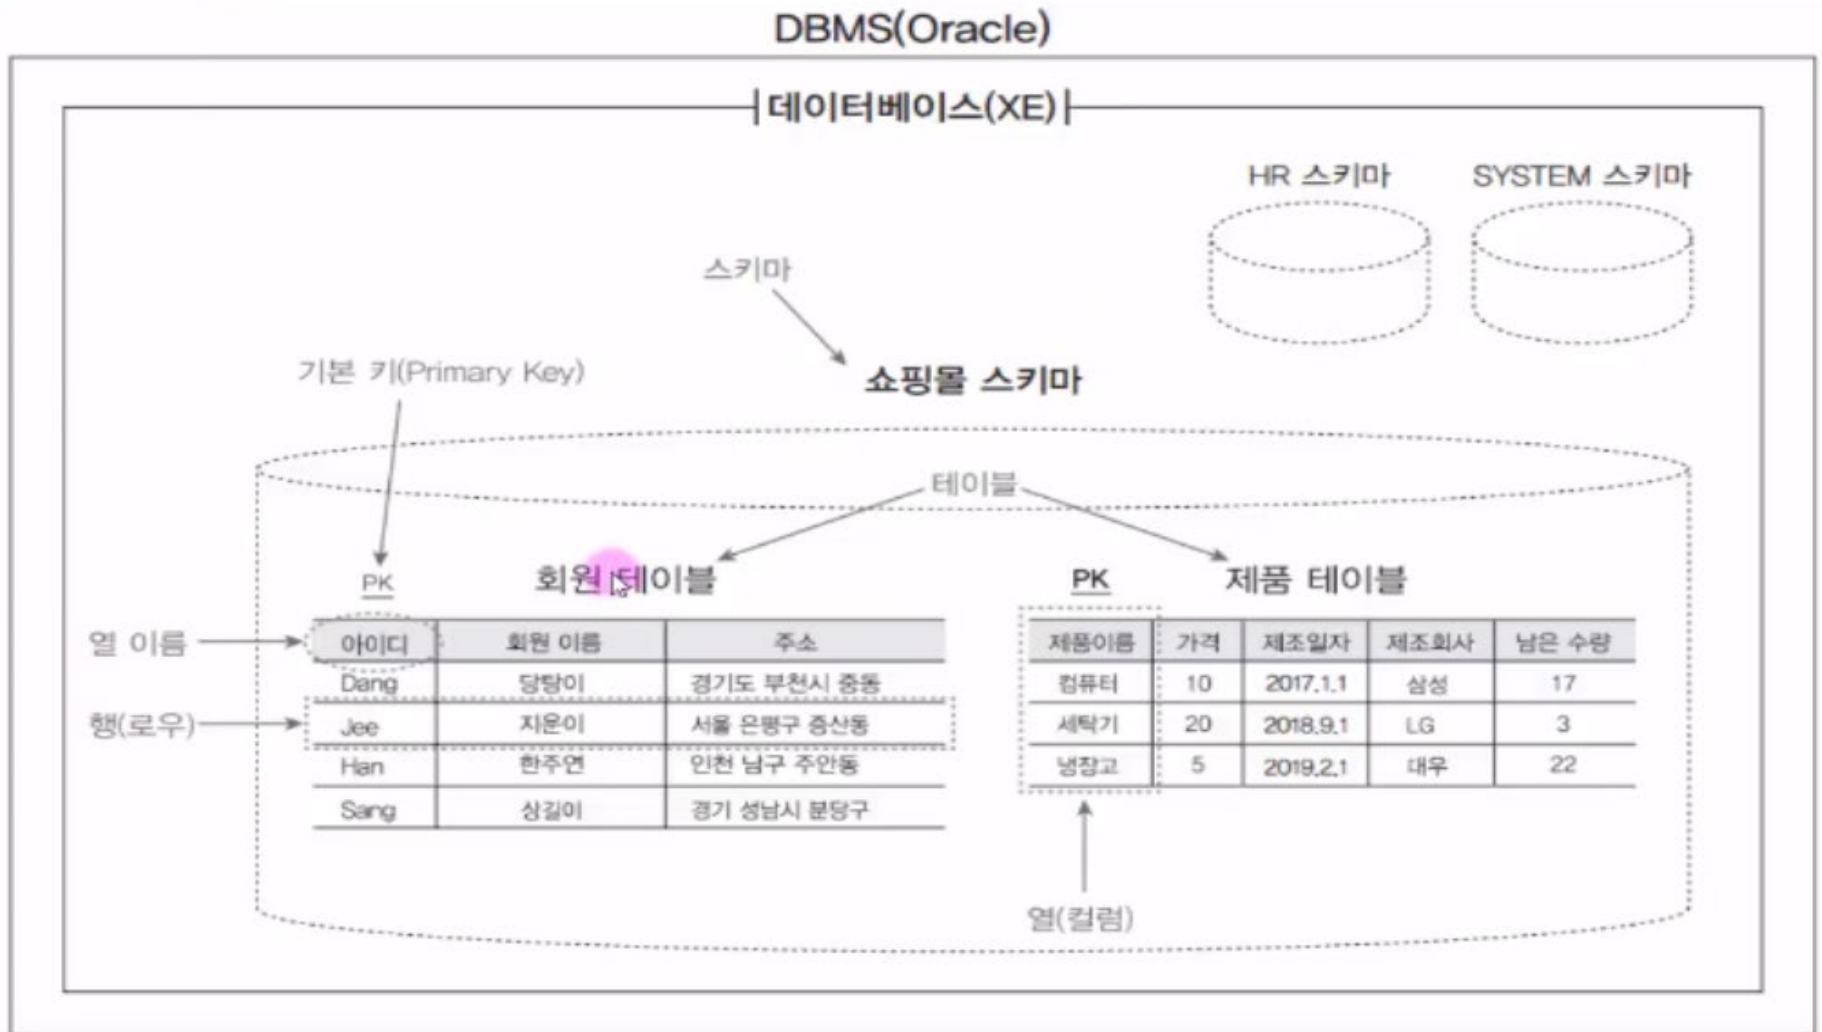 DBMS(Oracle)
데이터베이스(XE)
HR 스키마
SYSTEM 스키마
스키마
쇼핑몰 스키마
기본 키(Primary Key)
테이블
PK
회원 테이블
PK
제품 테이블
열 이름
아이디 회원 이름 주소
Dang 당탕이 경기도 부천시 중동
행(로우)
Jee 지운이 서울 은평구 증산동
Han 한주연 인천 남구 주안동
Sang 상길이 경기 성남시 분당구
제품이름 가격 제조일자 제조회사 남은 수량
컴퓨터 10 2017.1.1 삼성 17
세탁기 20 2018.9.1 LG 3
냉장고 5 2019.2.1 대우 22
열(컬럼)